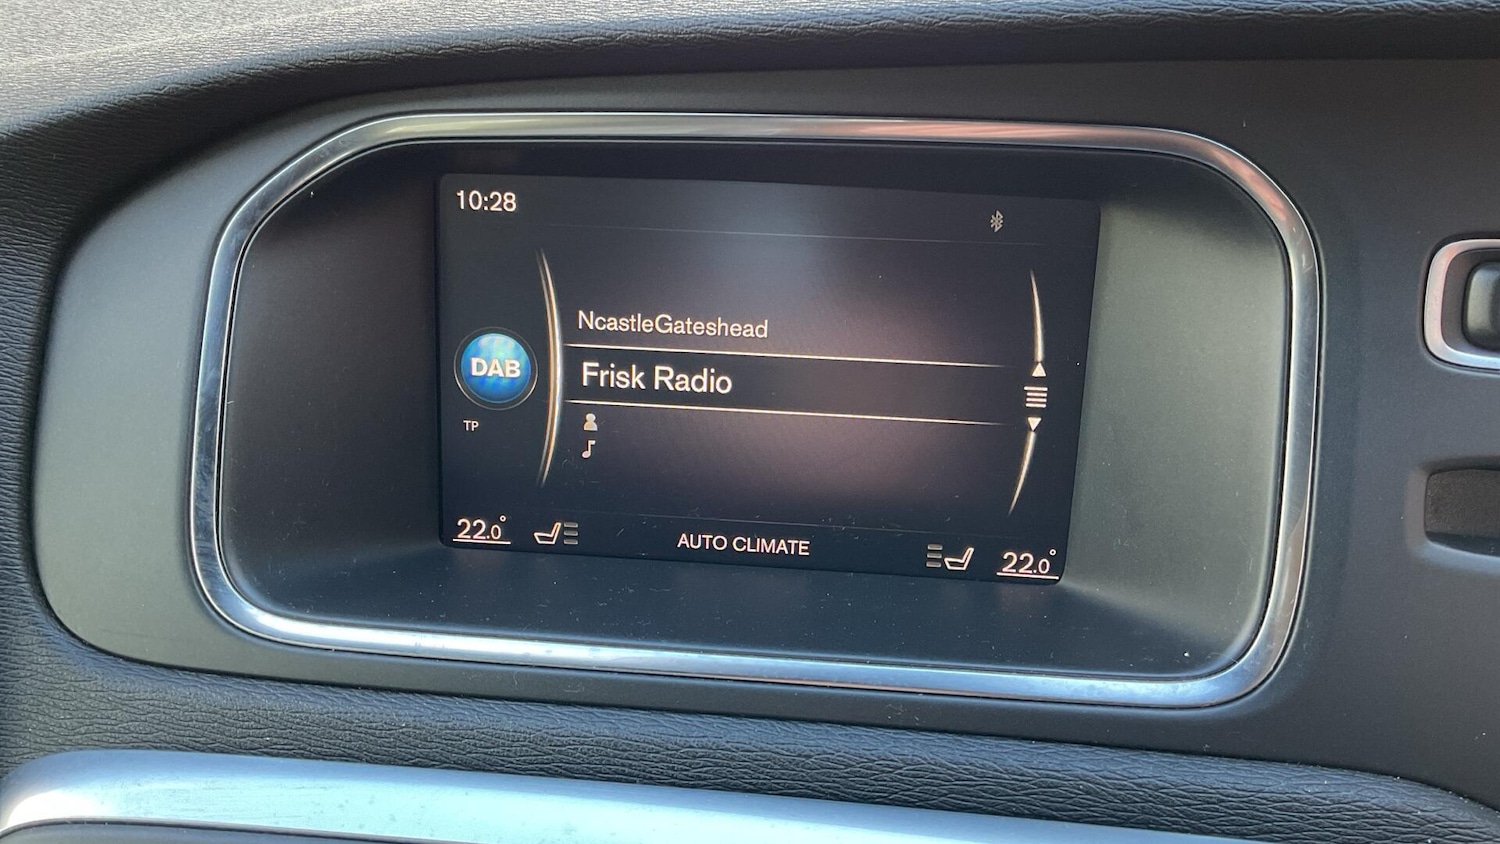 10:28
NcastleGateshead
DAB
Frisk Radio
TP
22.0° AUTO CLIMATE 22.0°